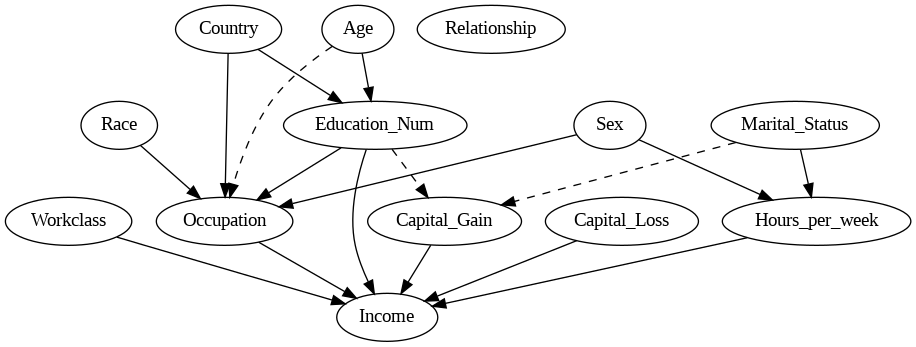 Country
Age
Relationship
Race
Education_Num
Sex
Marital_Status
Workclass
Occupation
Capital_Gain
Capital_Loss
Hours_per_week
Income